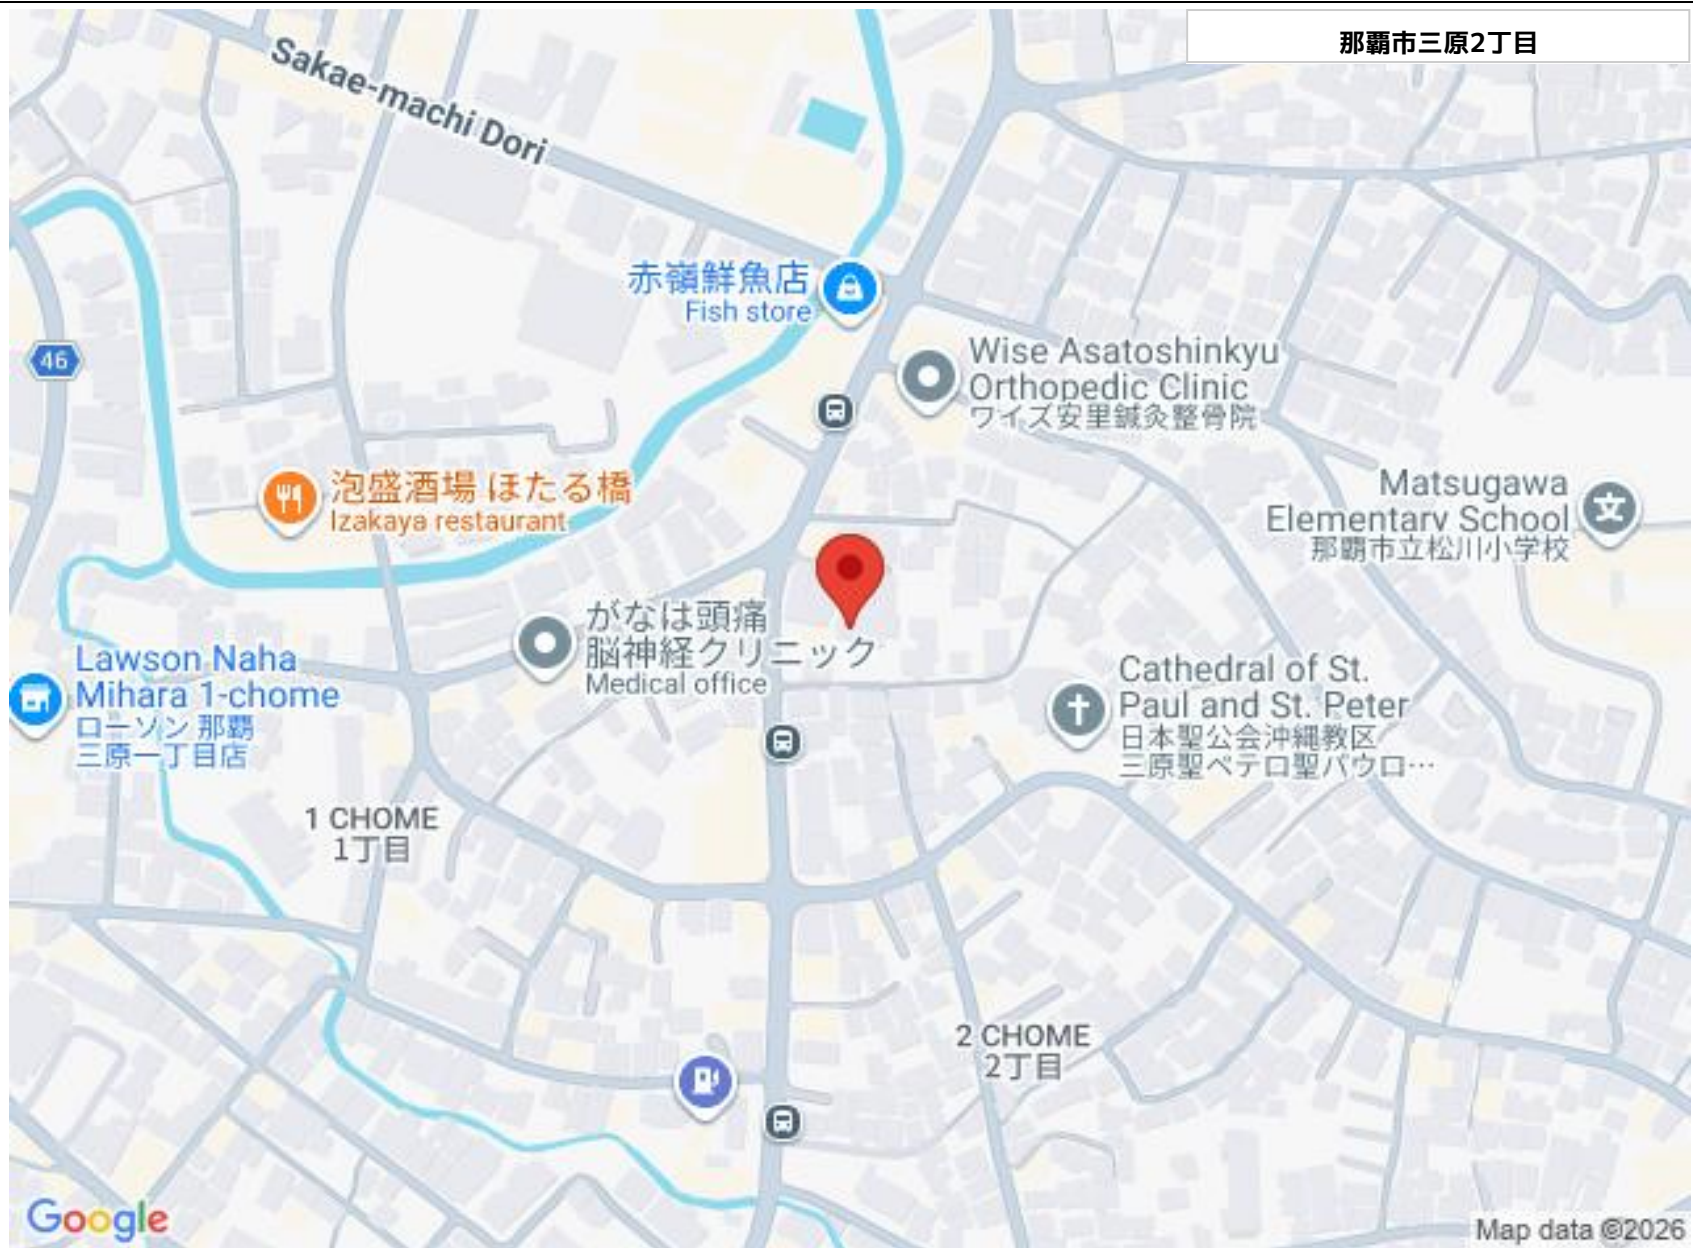 那覇市三原2丁目
Sakae-machi Dori
赤嶺鮮魚店
Fish store
46
Wise Asatoshinkyu
Orthopedic Clinic
ワイズ安里鍼灸整骨院
泡盛酒場 ほたる橋
Izakaya restaurant
Matsugawa
Elementary School
那覇市立松川小学校
文
がなは頭痛
脳神経クリニック
Medical office
Lawson Naha
Mihara 1-chome
ローソン 那覇
三原一丁目店
Cathedral of St.
Paul and St. Peter
日本聖公会沖縄教区
三原聖ペテロ聖パウロ…
1 CHOME
1丁目
2 CHOME
2丁目
Google
Map data ©2026